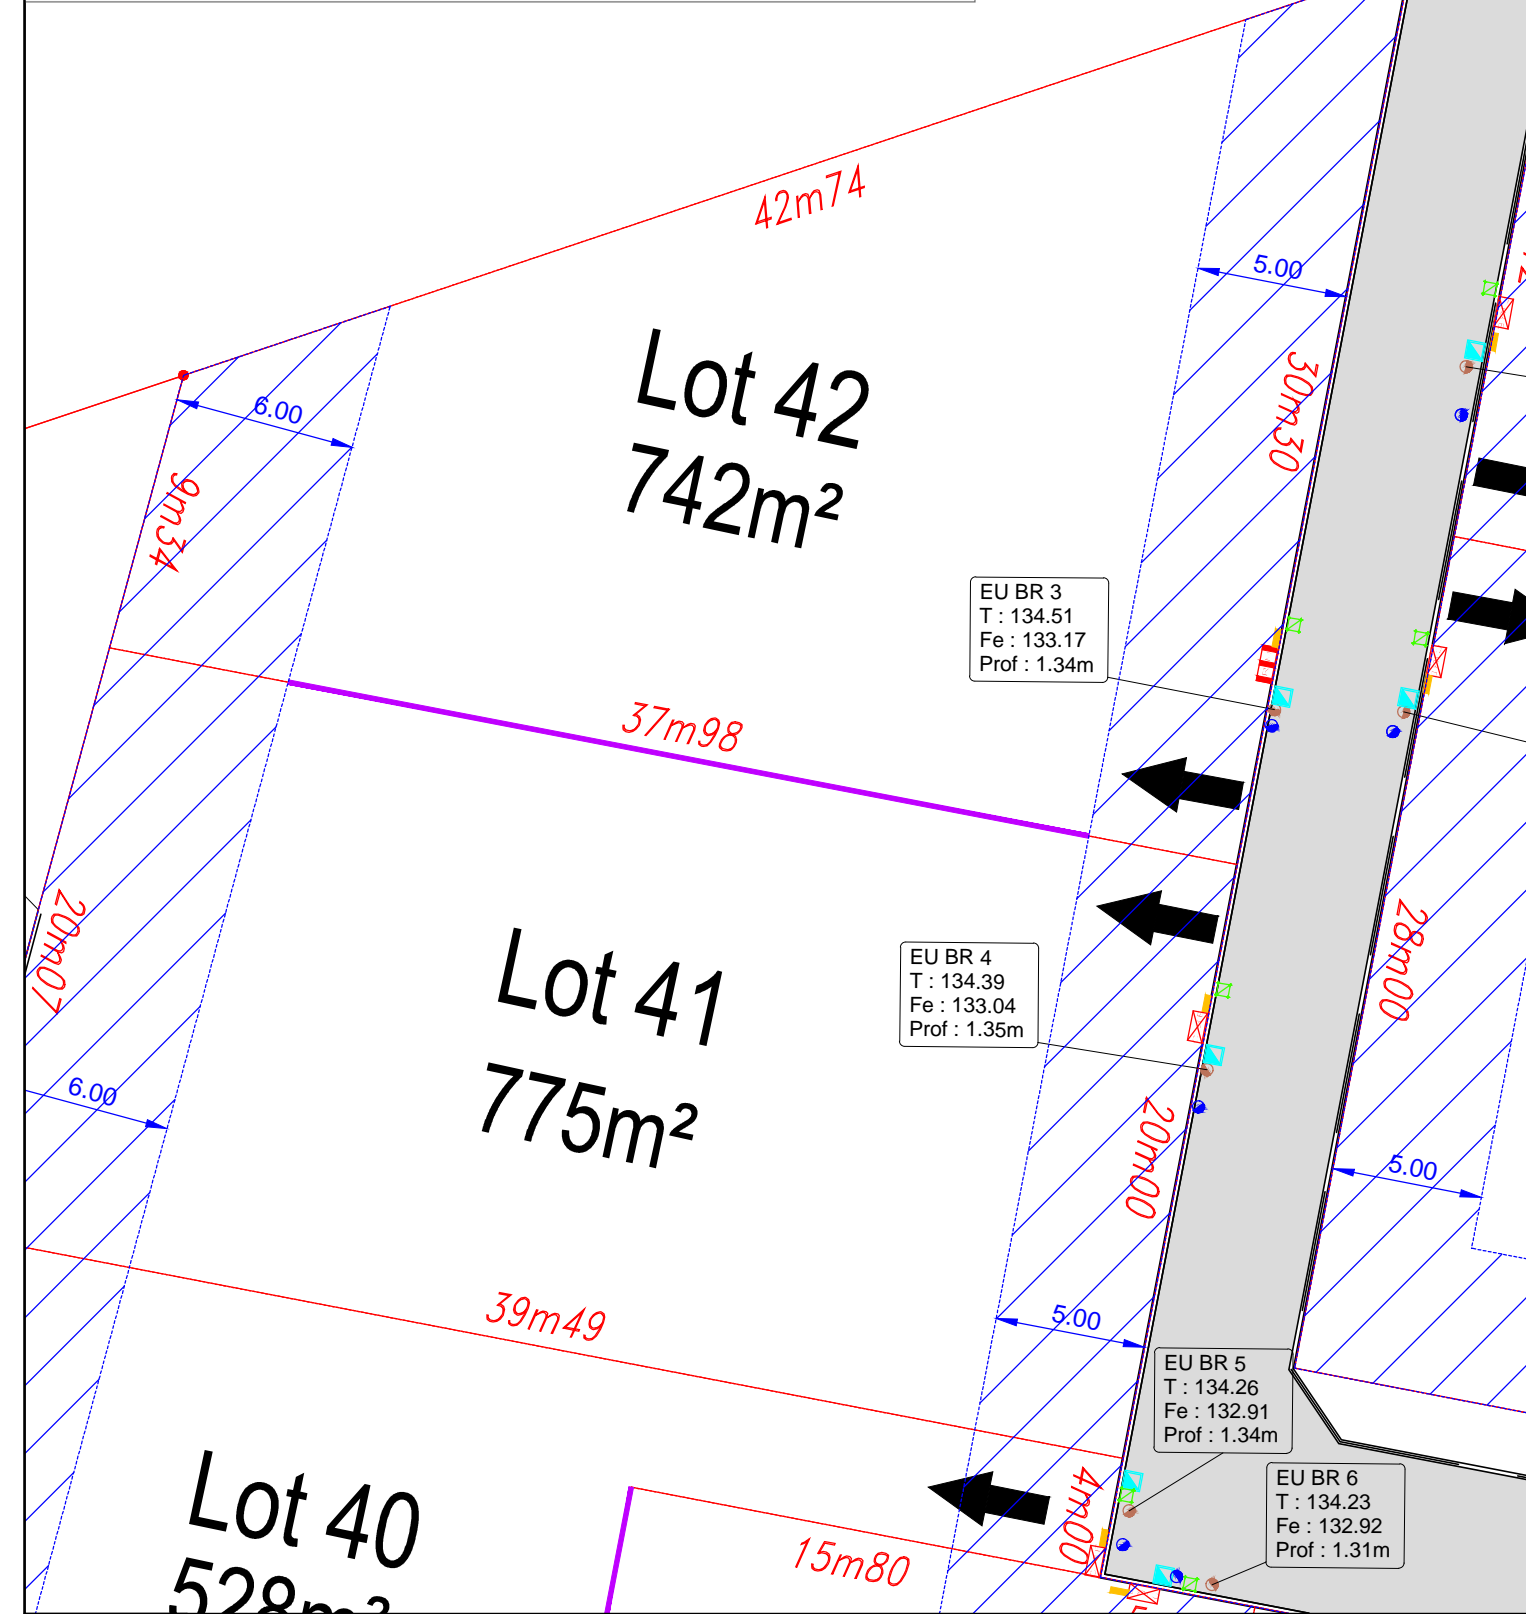 42m74
5.00
Lot 42
742m²
30m30
6.00
9m34
EU BR 3
T : 134.51
Fe : 133.17
Prof : 1.34m
37m98
Lot 41
775m²
20m07
EU BR 4
T : 134.39
Fe : 133.04
Prof : 1.35m
28m00
6.00
20m00
5.00
39m49
5.00
EU BR 5
T : 134.26
Fe : 132.91
Prof : 1.34m
Lot 40
528m²
4m00
15m80
EU BR 6
T : 134.23
Fe : 132.92
Prof : 1.31m